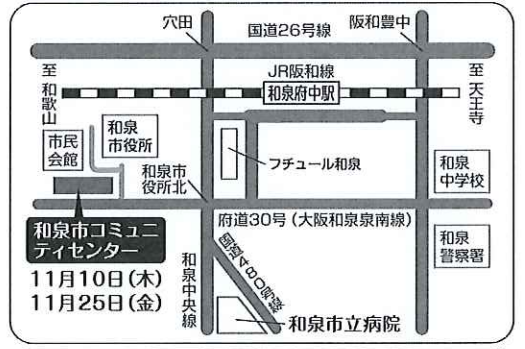 穴田
国道26号線
阪和豊中
至 和歌山
JR阪和線
和泉府中駅
至 天王寺
市民
会館
和泉
市役所
和泉市
役所北
フチュール和泉
和泉
中学校
和泉市コミュニ
ティセンター
11月10日(木)
11月25日(金)
府道30号(大阪和泉泉南線)
和泉中央線
国道480号線
和泉
警察署
和泉市立病院